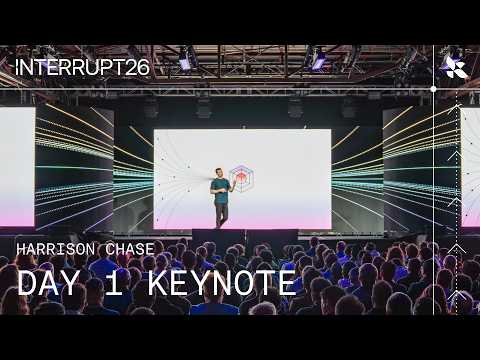 INTERRUPT26
HARRISON CHASE
DAY 1 KEYNOTE